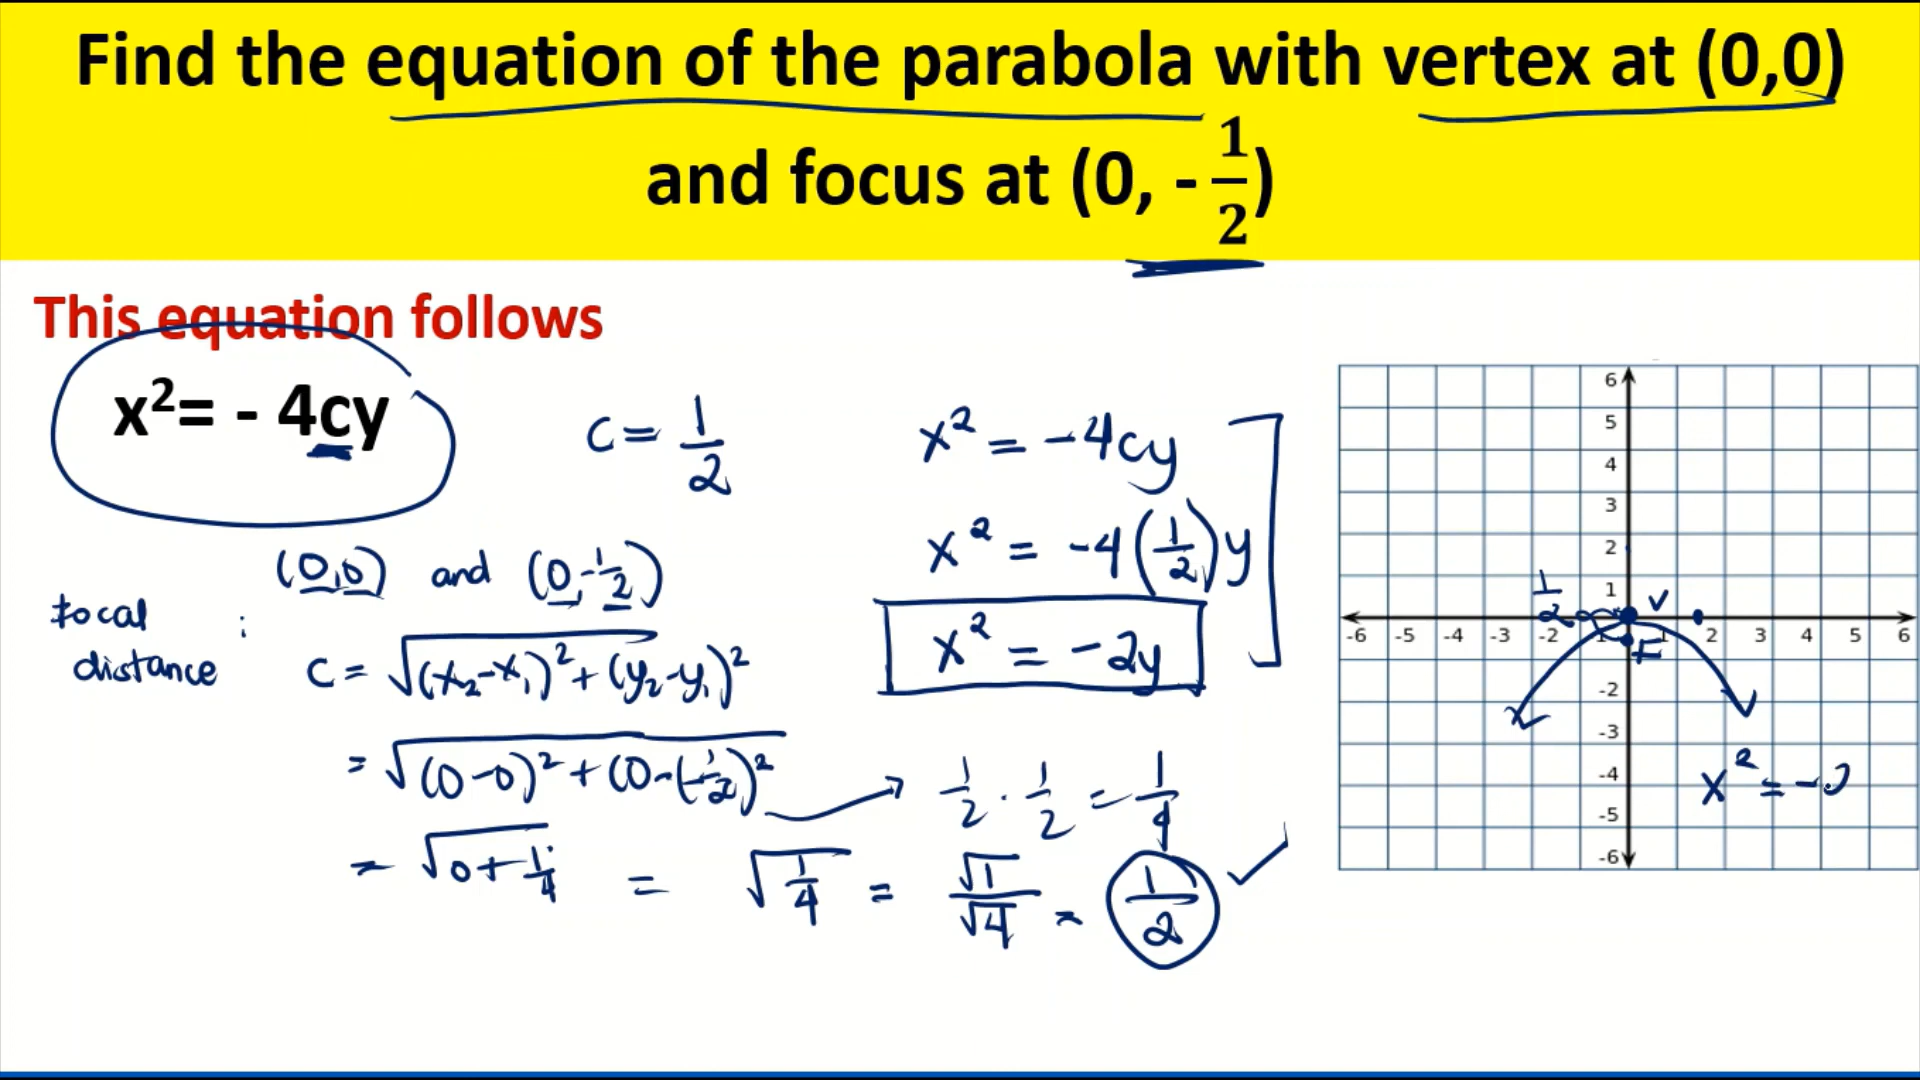 Find the equation of the parabola with vertex at (0,0)
and focus at (0, - 1/2)
This equation follows
x²= - 4cy
c = 1/2
(0,0) and (0,-1/2)
focal distance :
c = √((x₂-x₁)²+(y₂-y₁)²)
= √((0-0)²+(0-(-1/2)²
= √(0+1/4) = √(1/4) = √1/√4 = 1/2
x² = -4cy
x² = -4(1/2)y
x² = -2y
1/2 · 1/2 = 1/4
6
5
4
3
2
1
1/2 V
-6 -5 -4 -3 -2 1 1 2 3 4 5 6
F
-2
-3
-4
-5
-6
x² = -2